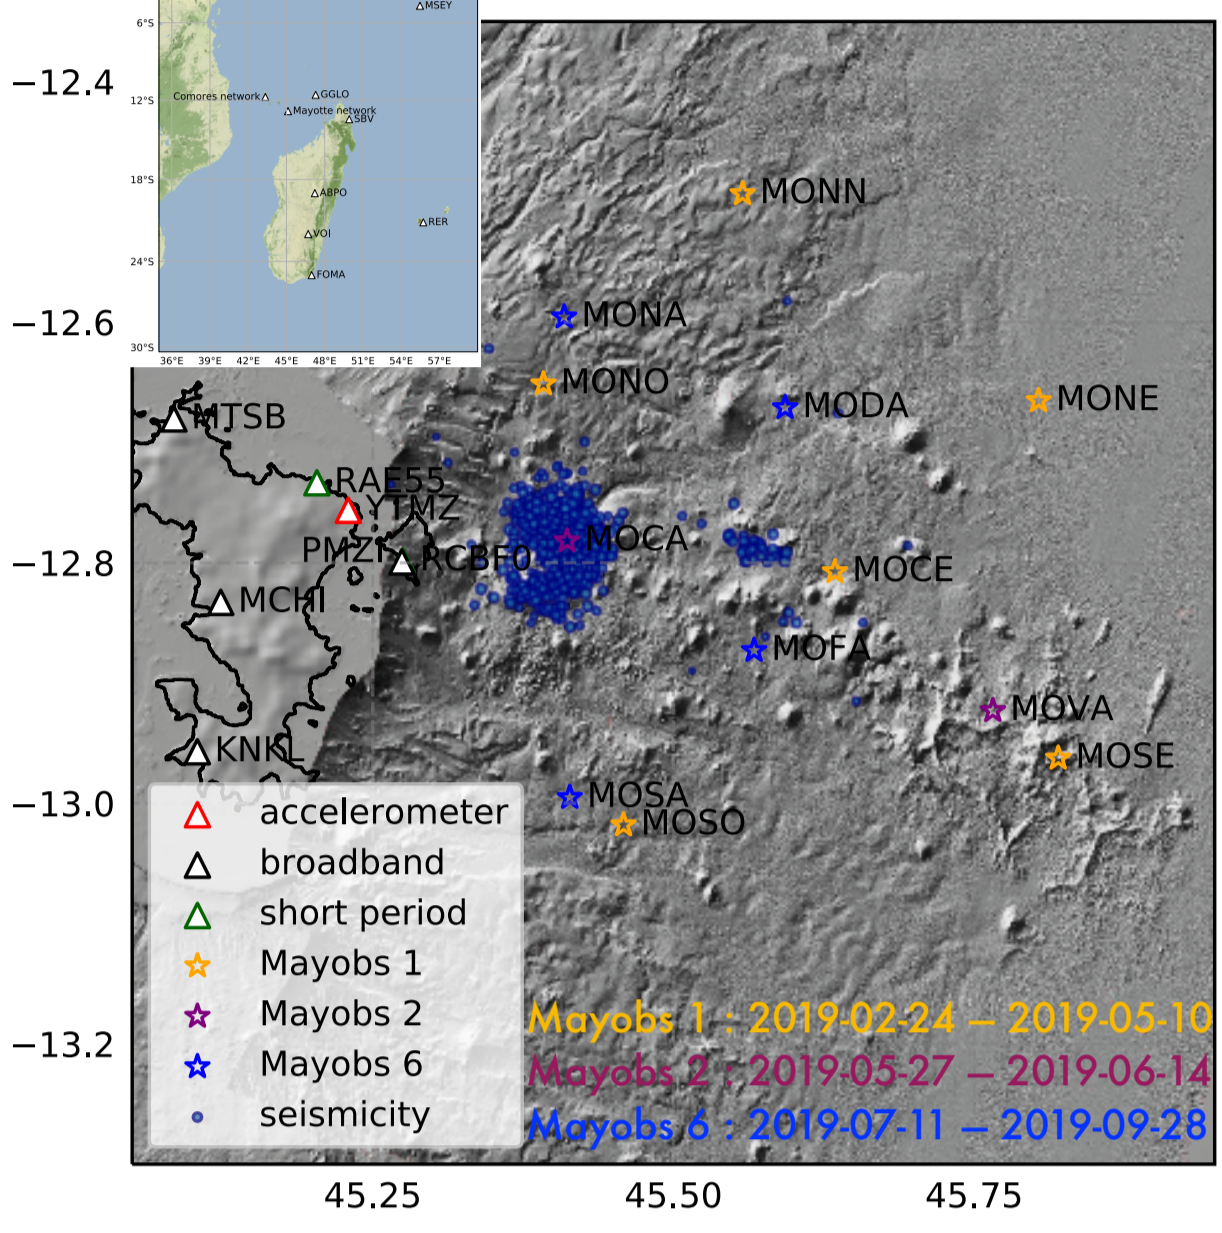 MSEY
6°S
Comores network
12°S
GGLO
Mayotte network
SBV
18°S
ABPO
RER
VOI
24°S
FOMA
30°S
36°E 39°E 42°E 45°E 48°E 51°E 54°E 57°E
−12.4
MONN
−12.6
MONA
MONO
MODA
MONE
MTSB
RAE55
YTMZ
PMZI
RCBF0
MOCA
−12.8
MOCE
MCHI
MOFA
MOVA
KNKL
MOSE
−13.0
MOSA
MOSO
accelerometer
broadband
short period
Mayobs 1
Mayobs 2
Mayobs 6
seismicity
−13.2
Mayobs 1 : 2019-02-24 – 2019-05-10
Mayobs 2 : 2019-05-27 – 2019-06-14
Mayobs 6 : 2019-07-11 – 2019-09-28
45.25 45.50 45.75